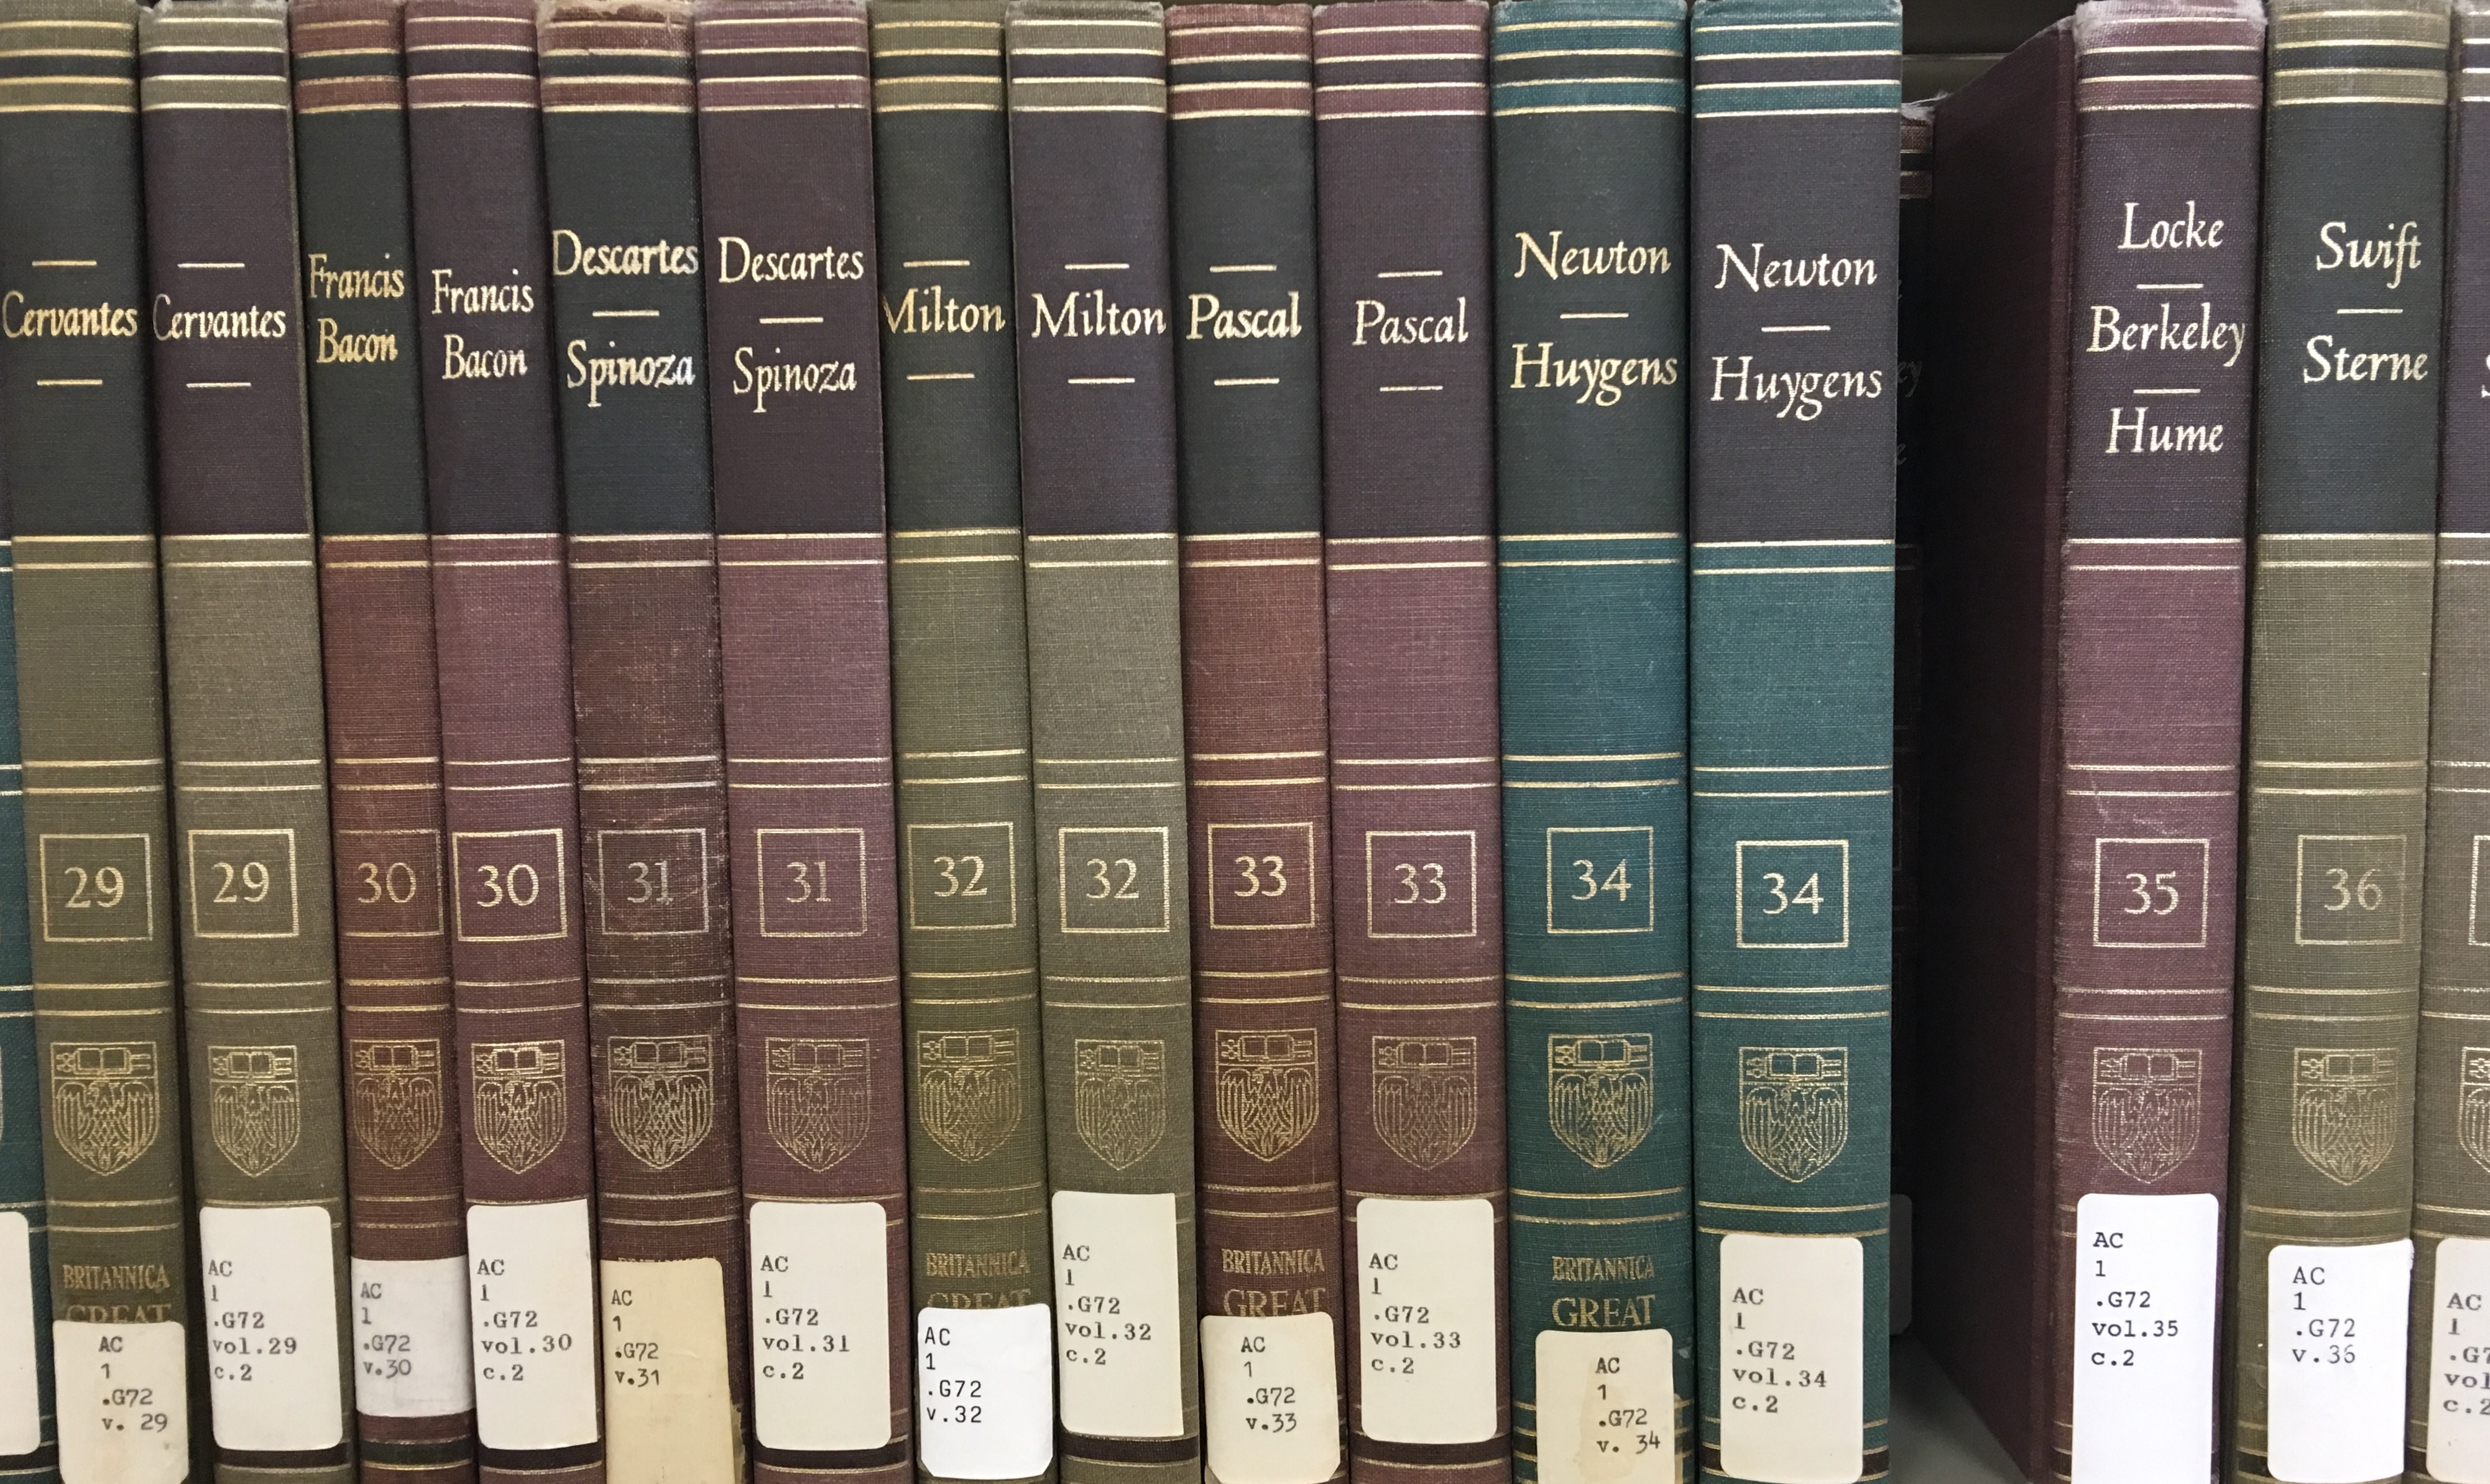 Cervantes
29
BRITANNICA
GREAT
AC
1
.G72
v. 29
Cervantes
29
AC
1
.G72
vol.29
c.2
Francis
Bacon
30
AC
1
.G72
v.30
Francis
Bacon
30
AC
1
.G72
vol.30
c.2
Descartes
Spinoza
31
AC
1
.G72
v.31
Descartes
Spinoza
31
AC
1
.G72
vol.31
c.2
Milton
32
BRITANNICA
GREAT
AC
1
.G72
v.32
Milton
32
AC
1
.G72
vol.32
c.2
Pascal
33
BRITANNICA
GREAT
AC
1
.G72
v.33
Pascal
33
AC
1
.G72
vol.33
c.2
Newton
Huygens
34
BRITANNICA
GREAT
AC
1
.G72
v. 34
Newton
Huygens
34
AC
1
.G72
vol.34
c.2
Locke
Berkeley
Hume
35
AC
1
.G72
vol.35
c.2
Swift
Sterne
36
AC
1
.G72
v.36
AC
1